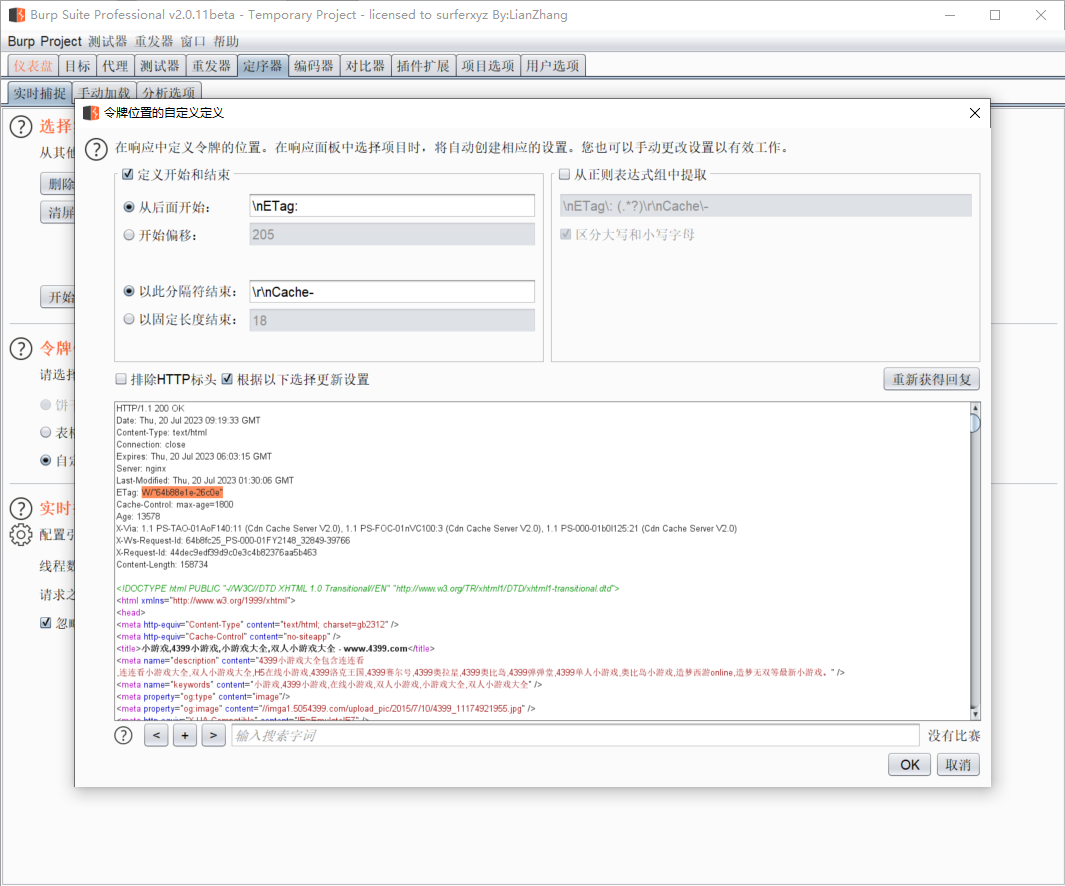 Burp Suite Professional v2.0.11beta - Temporary Project - licensed to surferxyz By:LianZhang
Burp Project 测试器 重发器 窗口 帮助
仪表盘 目标 代理 测试器 重发器 定序器 编码器 对比器 插件扩展 项目选项 用户选项
实时捕捉 手动加载 分析选项
令牌位置的自定义定义
选择
在响应中定义令牌的位置。在响应面板中选择项目时，将自动创建相应的设置。您也可以手动更改设置以有效工作。
从其他
定义开始和结束
从正则表达式组中提取
删除
从后面开始: \nETag:
\nETag\: (.*?)\r\nCache\-
清屏
开始偏移: 205
区分大写和小写字母
开始
以此分隔符结束: \r\nCache-
以固定长度结束: 18
令牌
请选择
排除HTTP标头 根据以下选择更新设置
重新获得回复
表格
自定
实时
配置引
线程数
请求之
忽略
HTTP/1.1 200 OK
Date: Thu, 20 Jul 2023 09:19:33 GMT
Content-Type: text/html
Connection: close
Expires: Thu, 20 Jul 2023 06:03:15 GMT
Server: nginx
Last-Modified: Thu, 20 Jul 2023 01:30:06 GMT
ETag: W/"64b88e1e-26c0e"
Cache-Control: max-age=1800
Age: 13578
X-Via: 1.1 PS-TAO-01AoF140:11 (Cdn Cache Server V2.0), 1.1 PS-FOC-01nVC100:3 (Cdn Cache Server V2.0), 1.1 PS-000-01b0l125:21 (Cdn Cache Server V2.0)
X-Ws-Request-Id: 64b8fc25_PS-000-01FY2148_32849-39766
X-Request-Id: 44dec9edf39d9c0e3c4b82376aa5b463
Content-Length: 158734
<!DOCTYPE html PUBLIC "-//W3C//DTD XHTML 1.0 Transitional//EN" "http://www.w3.org/TR/xhtml1/DTD/xhtml1-transitional.dtd">
<html xmlns="http://www.w3.org/1999/xhtml">
<head>
<meta http-equiv="Content-Type" content="text/html; charset=gb2312" />
<meta http-equiv="Cache-Control" content="no-siteapp" />
<title>小游戏,4399小游戏,小游戏大全,双人小游戏大全 - www.4399.com</title>
<meta name="description" content="4399小游戏大全包含连连看
,连连看小游戏大全,双人小游戏大全,H5在线小游戏,4399洛克王国,4399赛尔号,4399奥拉星,4399奥比岛,4399弹弹堂,4399单人小游戏,奥比岛小游戏,造梦西游online,造梦无双等最新小游戏。" />
<meta name="keywords" content="小游戏,4399小游戏,在线小游戏,双人小游戏,小游戏大全,双人小游戏大全" />
<meta property="og:type" content="image"/>
<meta property="og:image" content="//imga1.5054399.com/upload_pic/2015/7/10/4399_11174921955.jpg" />
< + > 输入搜索字词 没有比赛
OK 取消